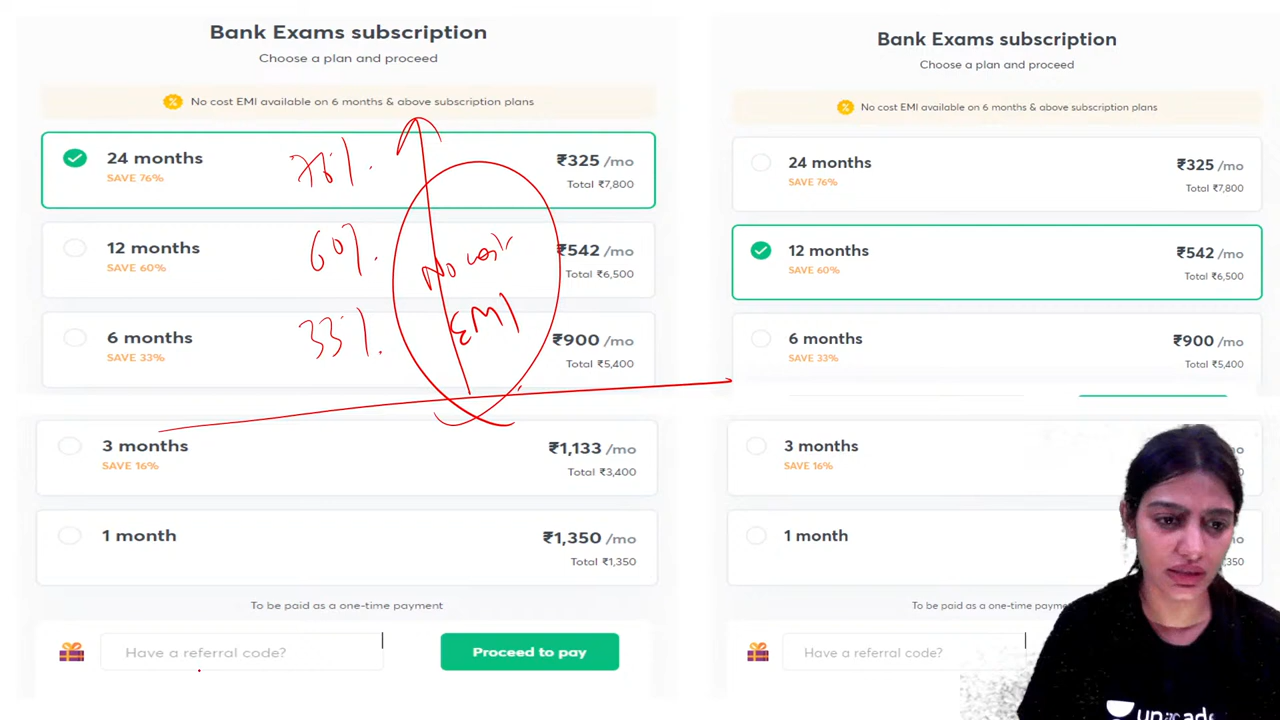 Bank Exams subscription
Choose a plan and proceed
No cost EMI available on 6 months & above subscription plans
24 months
SAVE 76%
76%.
₹325 /mo
Total ₹7,800
12 months
SAVE 60%
60%.
₹542 /mo
Total ₹6,500
No cost
EMI
6 months
SAVE 33%
33%.
₹900 /mo
Total ₹5,400
3 months
SAVE 16%
₹1,133 /mo
Total ₹3,400
1 month
₹1,350 /mo
Total ₹1,350
To be paid as a one-time payment
Have a referral code?
Proceed to pay
Bank Exams subscription
Choose a plan and proceed
No cost EMI available on 6 months & above subscription plans
24 months
SAVE 76%
₹325 /mo
Total ₹7,800
12 months
SAVE 60%
₹542 /mo
Total ₹6,500
6 months
SAVE 33%
₹900 /mo
Total ₹5,400
3 months
SAVE 16%
1 month
350
To be paid as a one-time
Have a referral code?